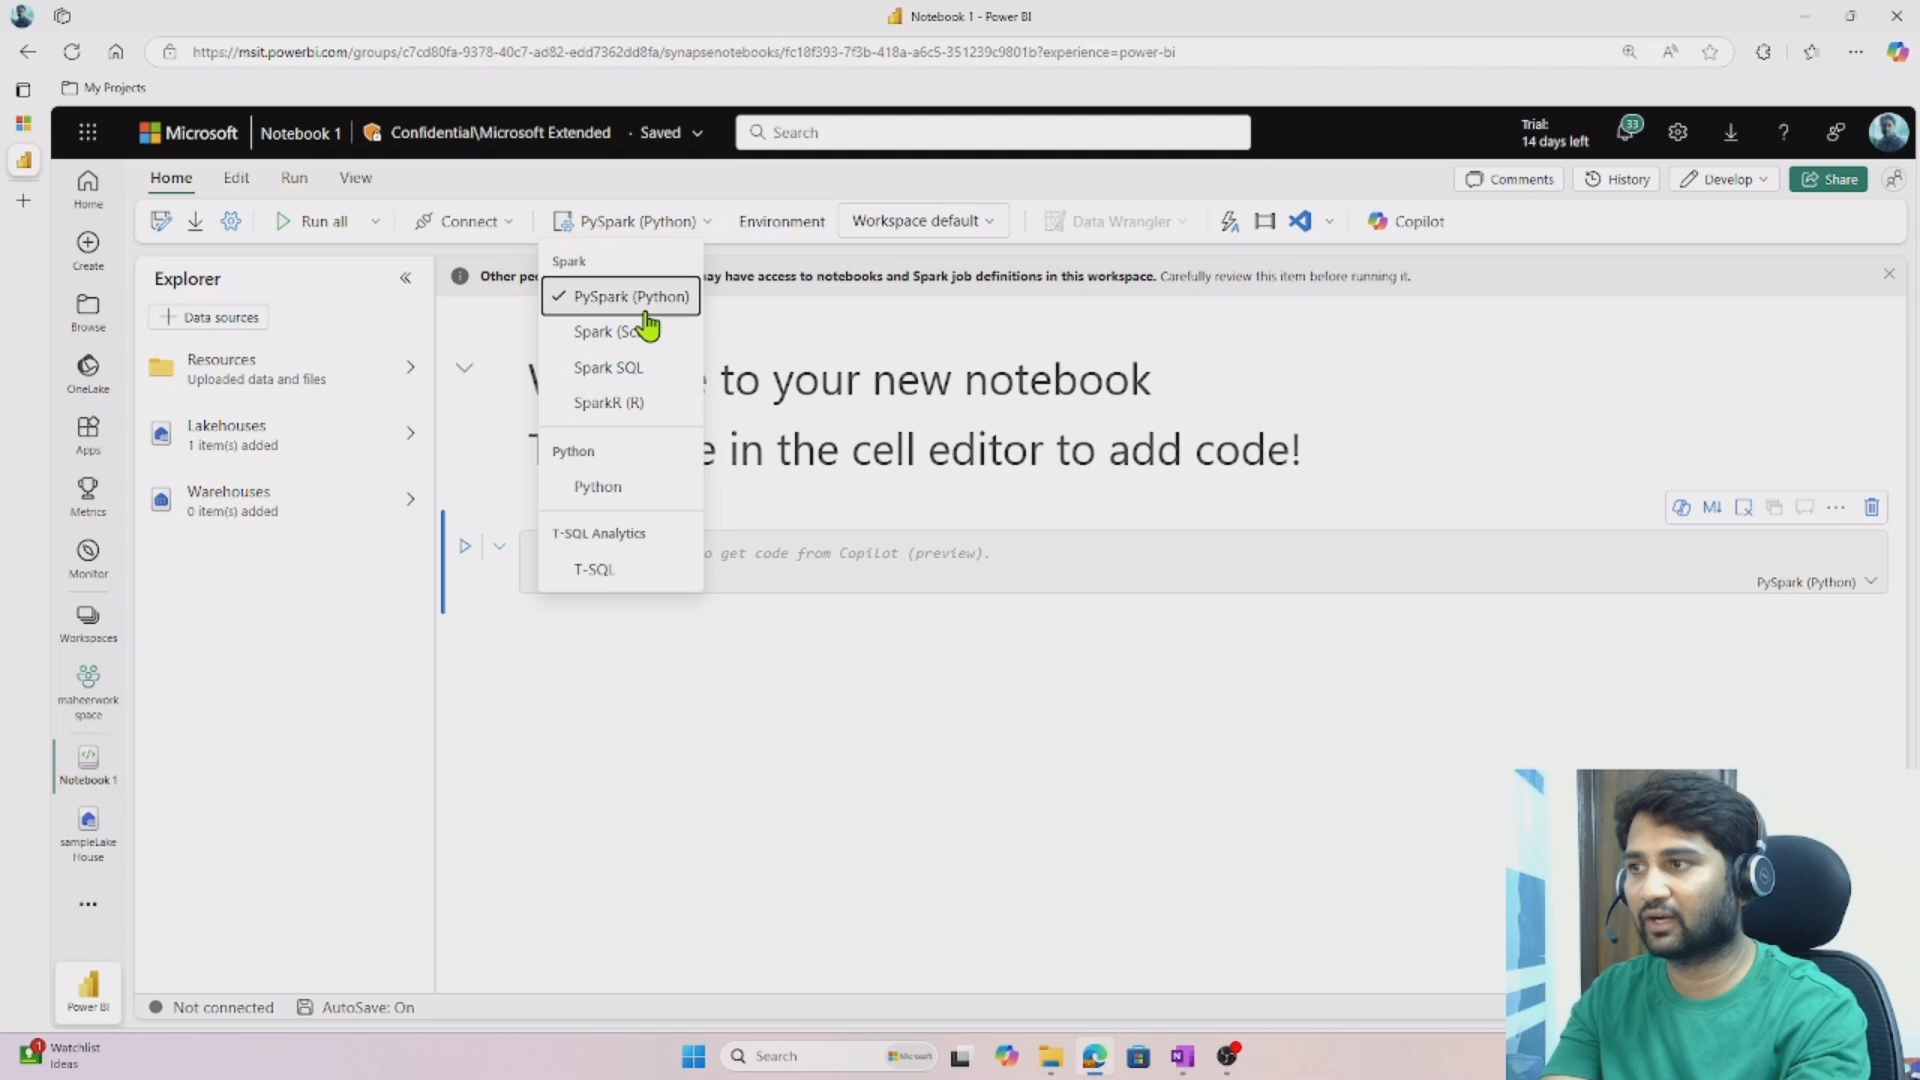 Notebook 1 - Power BI
https://msit.powerbi.com/groups/c7cd80fa-9378-40c7-ad82-edd7362dd8fa/synapsenotebooks/fc18f393-7f3b-418a-a6c5-351239c9801b?experience=power-bi
My Projects
Microsoft Notebook 1 Confidential\Microsoft Extended · Saved
Search
Trial:
14 days left
33
Home Edit Run View
Comments History Develop Share
Run all Connect PySpark (Python) Environment Workspace default Data Wrangler Copilot
Home
Create
Browse
OneLake
Apps
Metrics
Monitor
Workspaces
maheerwork
space
Notebook 1
sampleLake
House
Power BI
Explorer
Data sources
Resources
Uploaded data and files
Lakehouses
1 item(s) added
Warehouses
0 item(s) added
Spark
PySpark (Python)
Spark
Spark SQL
SparkR (R)
Python
Python
T-SQL Analytics
T-SQL
Other may have access to notebooks and Spark job definitions in this workspace. Carefully review this item before running it.
to your new notebook
in the cell editor to add code!
M↓
get code from Copilot (preview).
PySpark (Python)
Not connected AutoSave: On
1
Watchlist
Ideas
Search
Microsoft